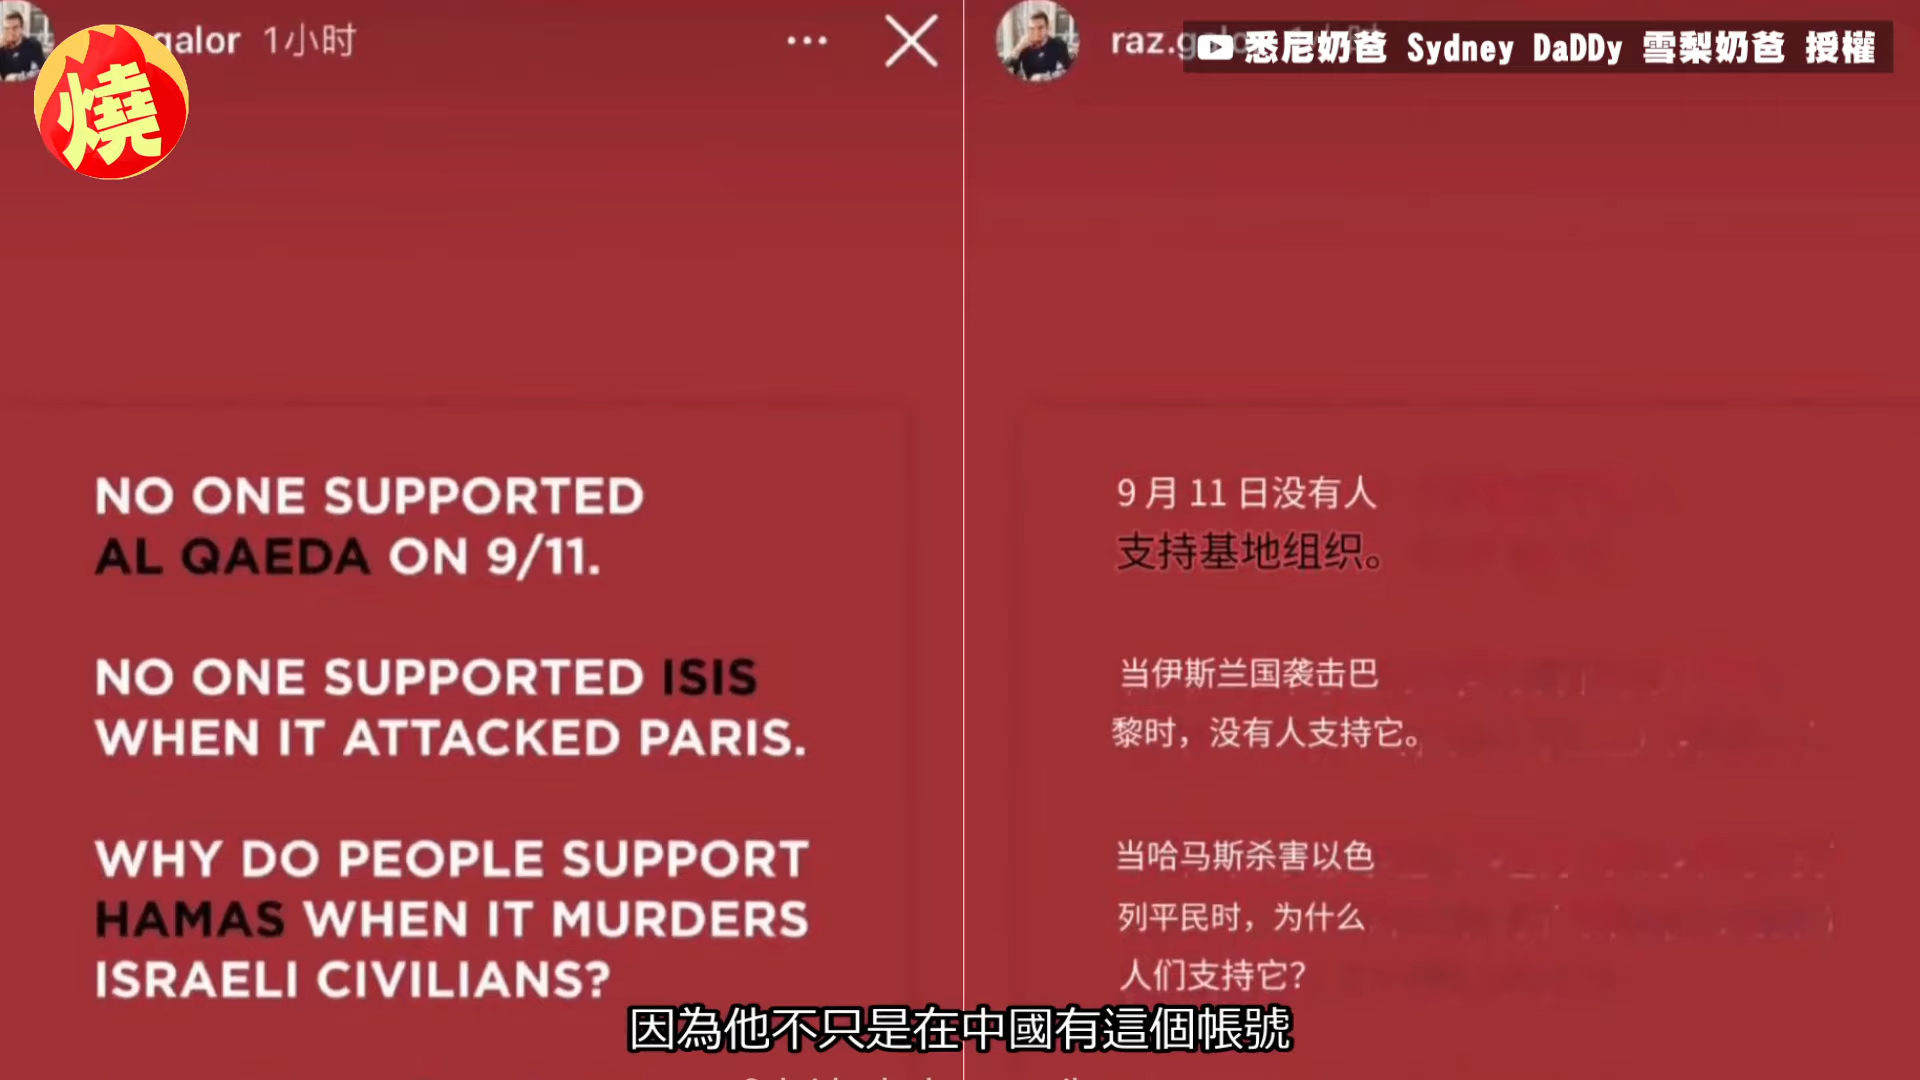 galor 1小时
燒
raz.g
悉尼奶爸 Sydney DaDDy 雪梨奶爸 授權
NO ONE SUPPORTED
AL QAEDA ON 9/11.
NO ONE SUPPORTED ISIS
WHEN IT ATTACKED PARIS.
WHY DO PEOPLE SUPPORT
HAMAS WHEN IT MURDERS
ISRAELI CIVILIANS?
9月11日没有人
支持基地组织。
当伊斯兰国袭击巴
黎时，没有人支持它。
当哈马斯杀害以色
列平民时，为什么
人们支持它？
因為他不只是在中國有這個帳號